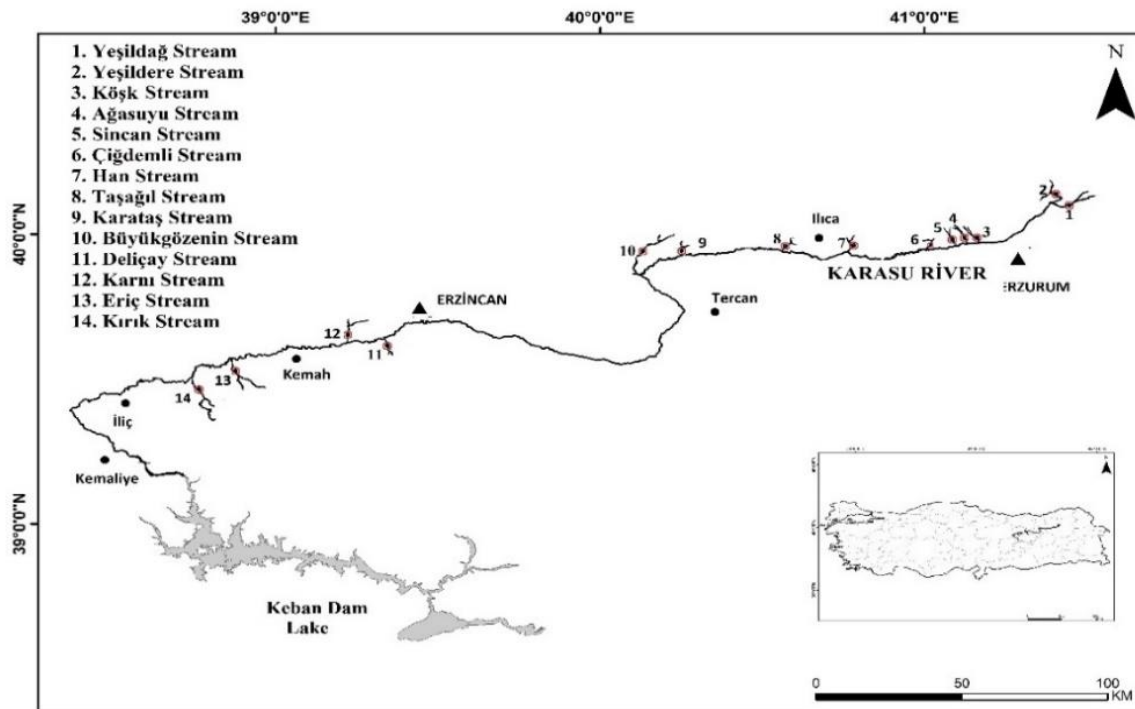 39°0'0"E
40°0'0"E
41°0'0"E
1. Yeşildağ Stream
2. Yeşildere Stream
3. Köşk Stream
4. Ağasuyu Stream
5. Sincan Stream
6. Çiğdemli Stream
7. Han Stream
8. Taşağıl Stream
9. Karataş Stream
10. Büyükgözenin Stream
11. Deliçay Stream
12. Karnı Stream
13. Eriç Stream
14. Kırık Stream
N
2
1
4
5
3
Ilıca
6
7
8
9
10
40°0'0"N
KARASU RİVER
ERZURUM
Tercan
ERZİNCAN
12
11
Kemah
13
14
İliç
Kemaliye
39°0'0"N
Keban Dam
Lake
0
50
100
KM